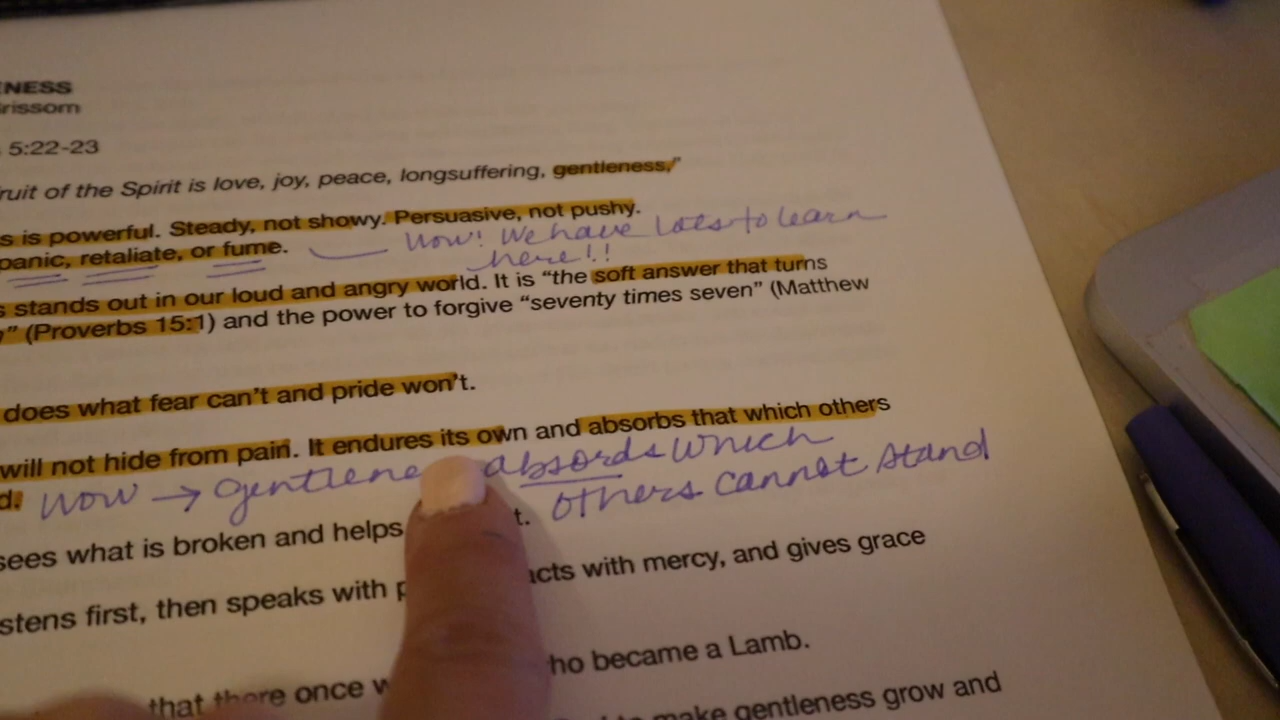 NESS
rissom
5:22-23
ruit of the Spirit is love, joy, peace, longsuffering, gentleness,"
s is powerful. Steady, not showy. Persuasive, not pushy.
panic, retaliate, or fume. Wow! We have lots to learn
here!!
s stands out in our loud and angry world. It is "the soft answer that turns
" (Proverbs 15:1) and the power to forgive "seventy times seven" (Matthew
does what fear can't and pride won't.
will not hide from pain. It endures its own and absorbs that which others
d. Wow → gentlene absords which
others cannot stand
sees what is broken and helps t.
stens first, then speaks with p acts with mercy, and gives grace
that there once w ho became a Lamb.
to make gentleness grow and